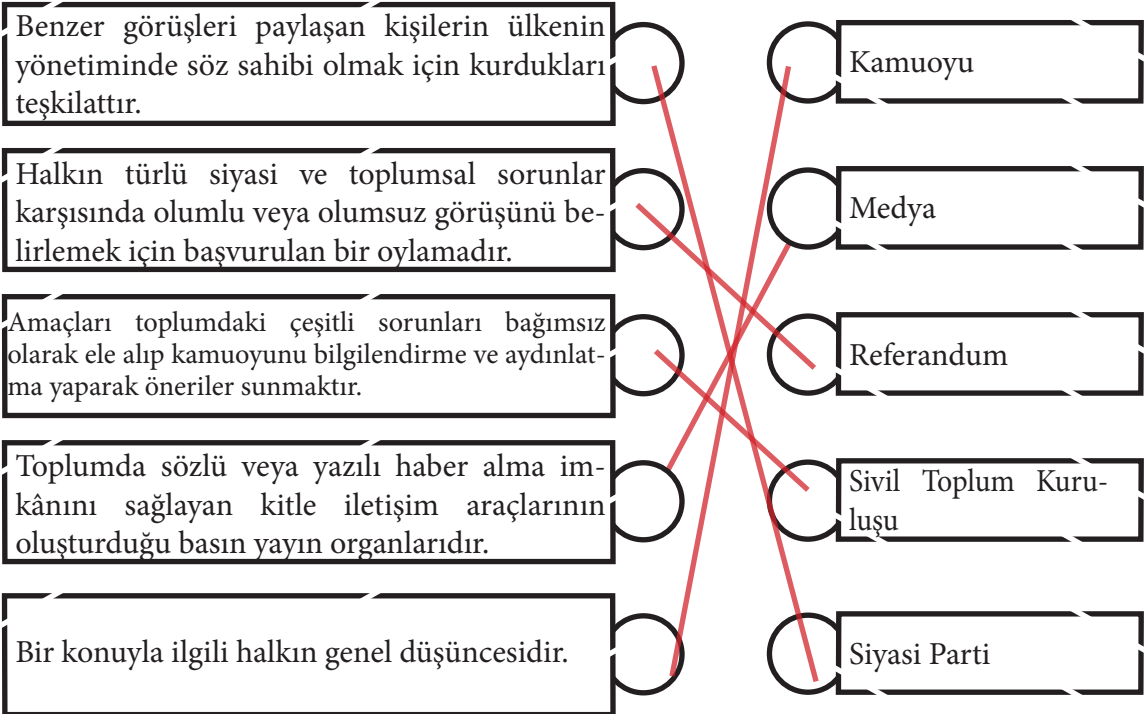 Benzer görüşleri paylaşan kişilerin ülkenin
yönetiminde söz sahibi olmak için kurdukları
teşkilattır.
Kamuoyu
Halkın türlü siyasi ve toplumsal sorunlar
karşısında olumlu veya olumsuz görüşünü be-
lirlemek için başvurulan bir oylamadır.
Medya
Amaçları toplumdaki çeşitli sorunları bağımsız
olarak ele alıp kamuoyunu bilgilendirme ve aydınlat-
ma yaparak öneriler sunmaktır.
Referandum
Toplumda sözlü veya yazılı haber alma im-
kânını sağlayan kitle iletişim araçlarının
oluşturduğu basın yayın organlarıdır.
Sivil Toplum Kuru-
luşu
Bir konuyla ilgili halkın genel düşüncesidir.
Siyasi Parti